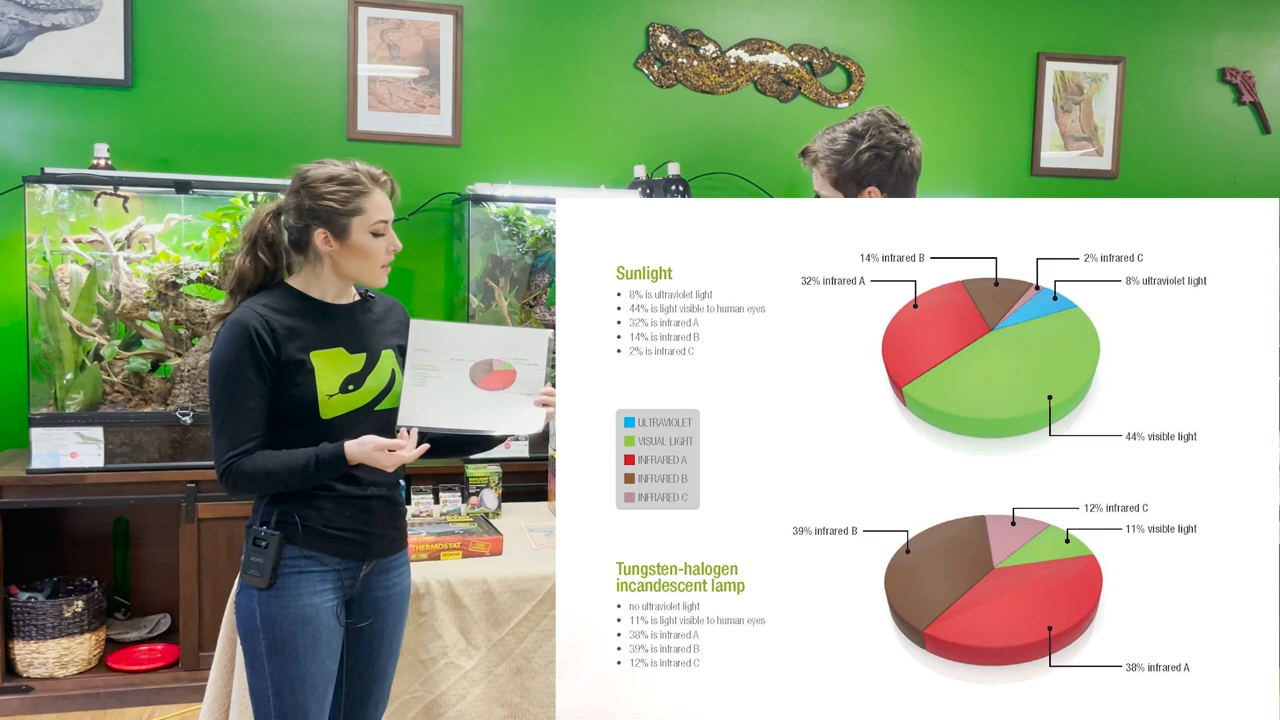 14% infrared B
2% infrared C
32% infrared A
8% ultraviolet light
Sunlight
• 8% is ultraviolet light
• 44% is light visible to human eyes
• 32% is infrared A
• 14% is infrared B
• 2% is infrared C
44% visible light
ULTRAVIOLET
VISUAL LIGHT
INFRARED A
INFRARED B
INFRARED C
12% infrared C
39% infrared B
11% visible light
Tungsten-halogen
incandescent lamp
• no ultraviolet light
• 11% is light visible to human eyes
• 38% is infrared A
• 39% is infrared B
• 12% is infrared C
38% infrared A
THERMOSTAT